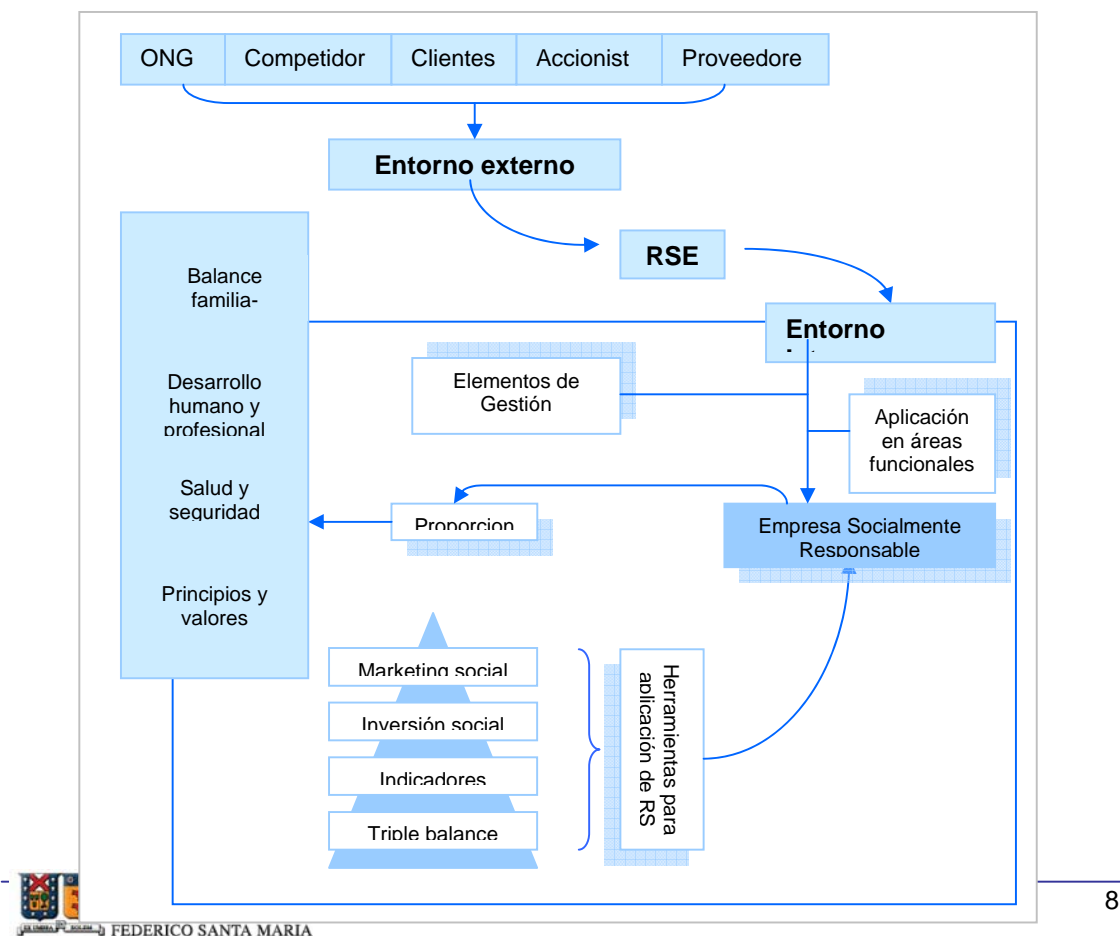 ONG
Competidor
Clientes
Accionist
Proveedore
Entorno externo
RSE
Entorno
Balance
familia-
Desarrollo
humano y
profesional
Salud y
seguridad
Principios y
valores
Elementos de
Gestión
Aplicación
en áreas
funcionales
Proporcion
Empresa Socialmente
Responsable
Marketing social
Inversión social
Indicadores
Triple balance
Herramientas para
aplicación de RS
8
FEDERICO SANTA MARIA